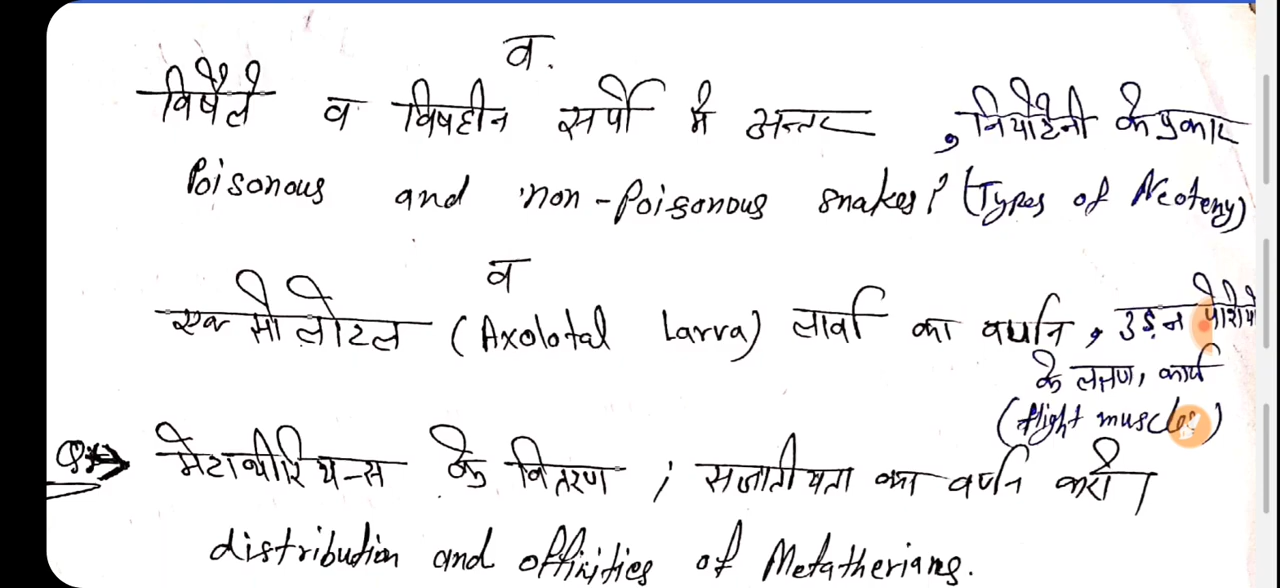 व.
विषैले व विषहीन सर्पो मे अन्तर , नियोटेनी के प्रकार
Poisonous and non-Poisonous snakes? (Types of Neoteny)
व
एक्सोलोटल (Axolotal Larva) लार्वा का वर्णन , उड़न पेशियो
के लक्षण, कार्य
(flight muscles)
Q. मेटाथीरियन्स के वितरण ; सजातीयता का वर्णन करो।
distribution and affinities of Metatherians.